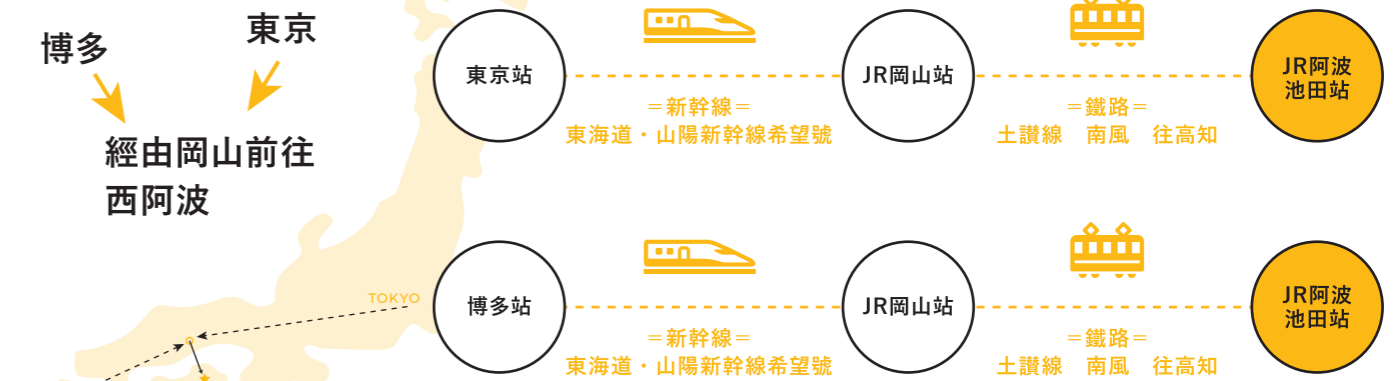 博多
東京
經由岡山前往
西阿波
東京站
=新幹線=
東海道・山陽新幹線希望號
JR岡山站
=鐵路=
土讃線　南風　往高知
JR阿波
池田站
TOKYO
博多站
=新幹線=
東海道・山陽新幹線希望號
JR岡山站
=鐵路=
土讃線　南風　往高知
JR阿波
池田站